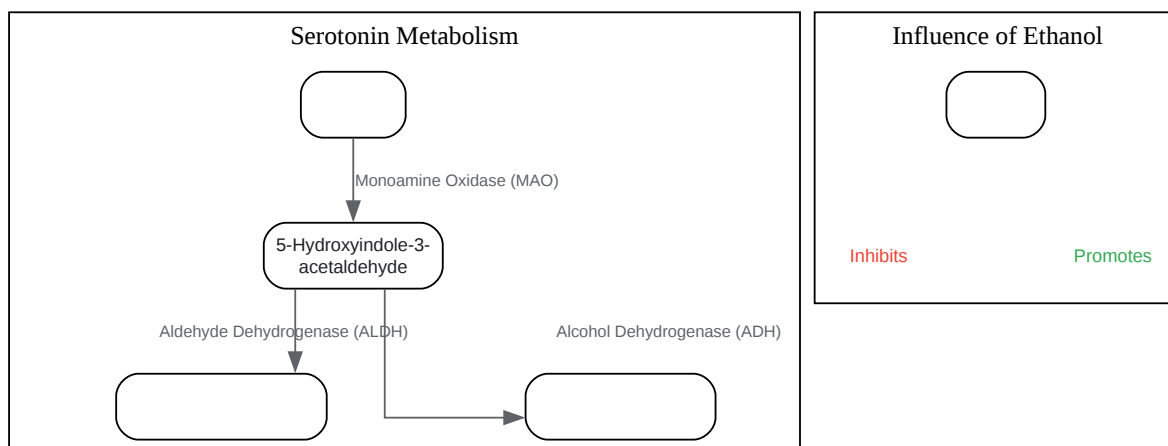 Serotonin Metabolism
Monoamine Oxidase (MAO)
5-Hydroxyindole-3-
acetaldehyde
Aldehyde Dehydrogenase (ALDH)
Alcohol Dehydrogenase (ADH)
Influence of Ethanol
Inhibits
Promotes